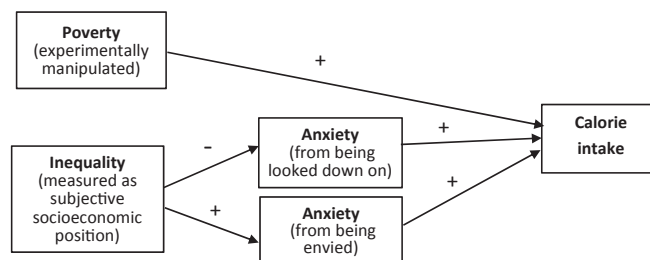 Poverty
(experimentally
manipulated)
+
Inequality
(measured as
subjective
socioeconomic
position)
-
+
Anxiety
(from being
looked down on)
+
Anxiety
(from being
envied)
+
Calorie
intake